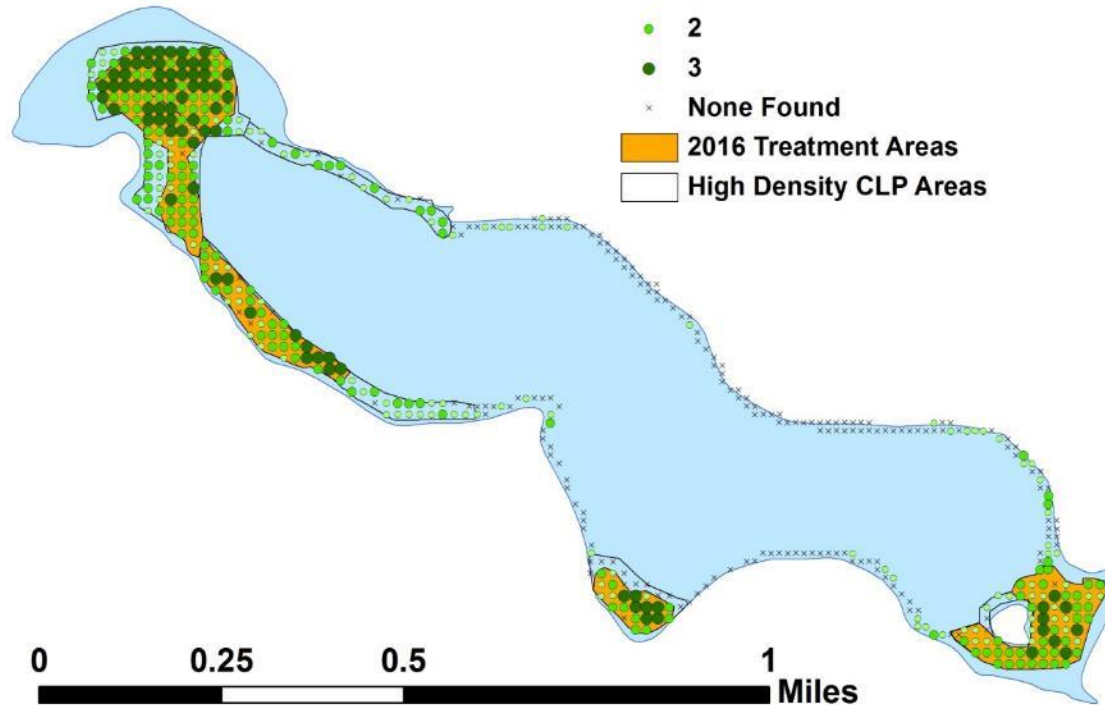 2
3
None Found
2016 Treatment Areas
High Density CLP Areas
0 0.25 0.5 1
Miles